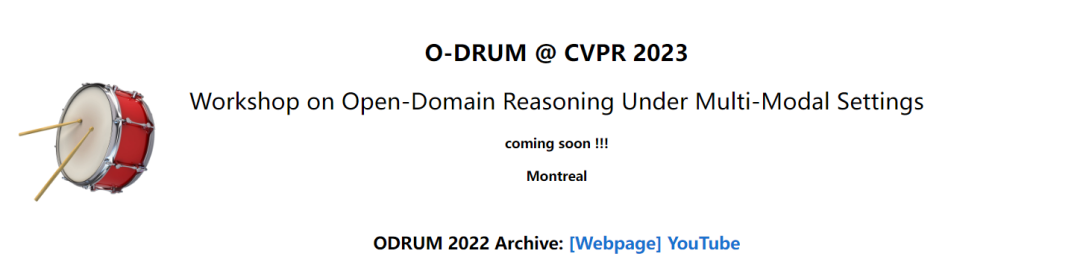 O-DRUM @ CVPR 2023
Workshop on Open-Domain Reasoning Under Multi-Modal Settings
coming soon !!!
Montreal
ODRUM 2022 Archive: [Webpage] YouTube